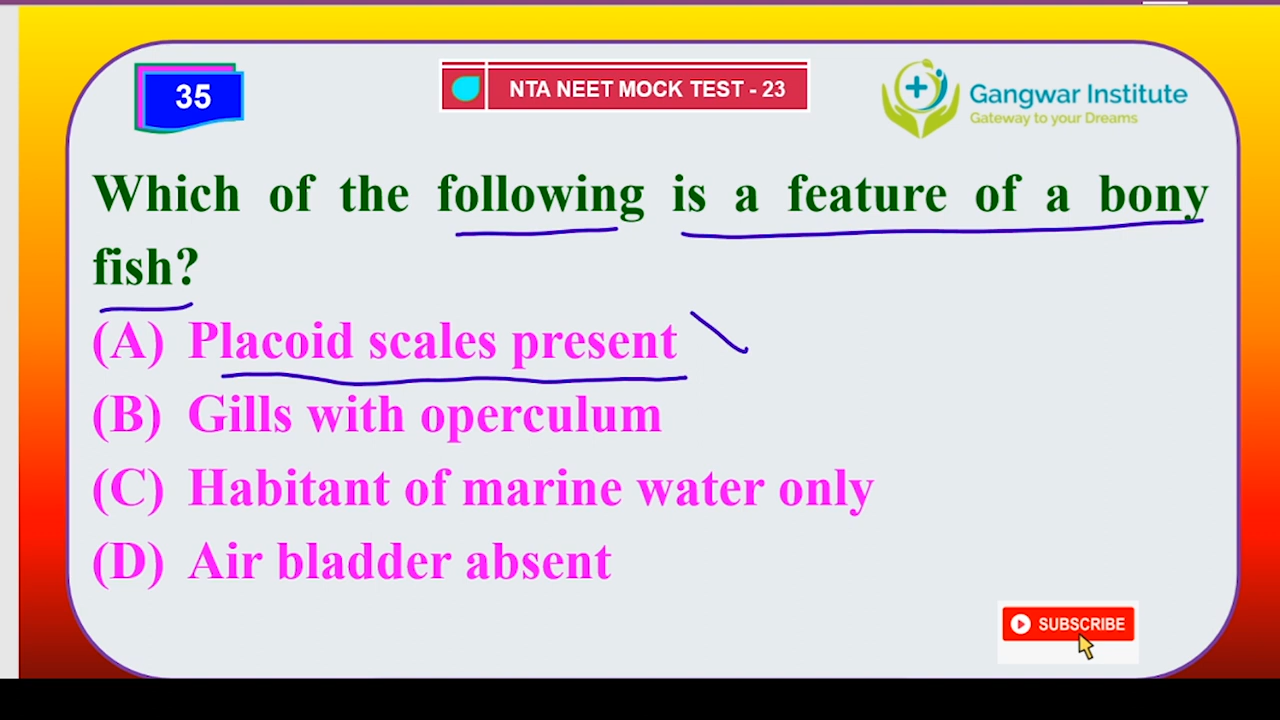 35
NTA NEET MOCK TEST - 23
Gangwar Institute
Gateway to your Dreams
Which of the following is a feature of a bony
fish?
(A) Placoid scales present
(B) Gills with operculum
(C) Habitant of marine water only
(D) Air bladder absent
SUBSCRIBE